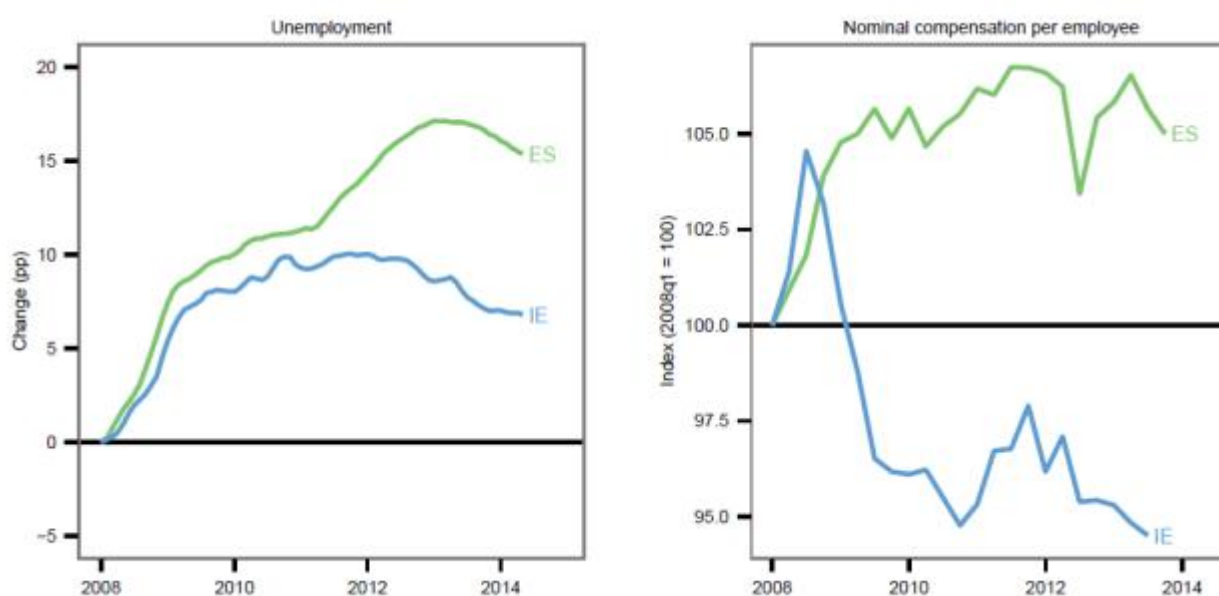 Unemployment
Change (pp)
20
15
10
5
0
−5
2008
2010
2012
2014
ES
IE
Nominal compensation per employee
Index (2008q1 = 100)
105.0
102.5
100.0
97.5
95.0
2008
2010
2012
2014
ES
IE